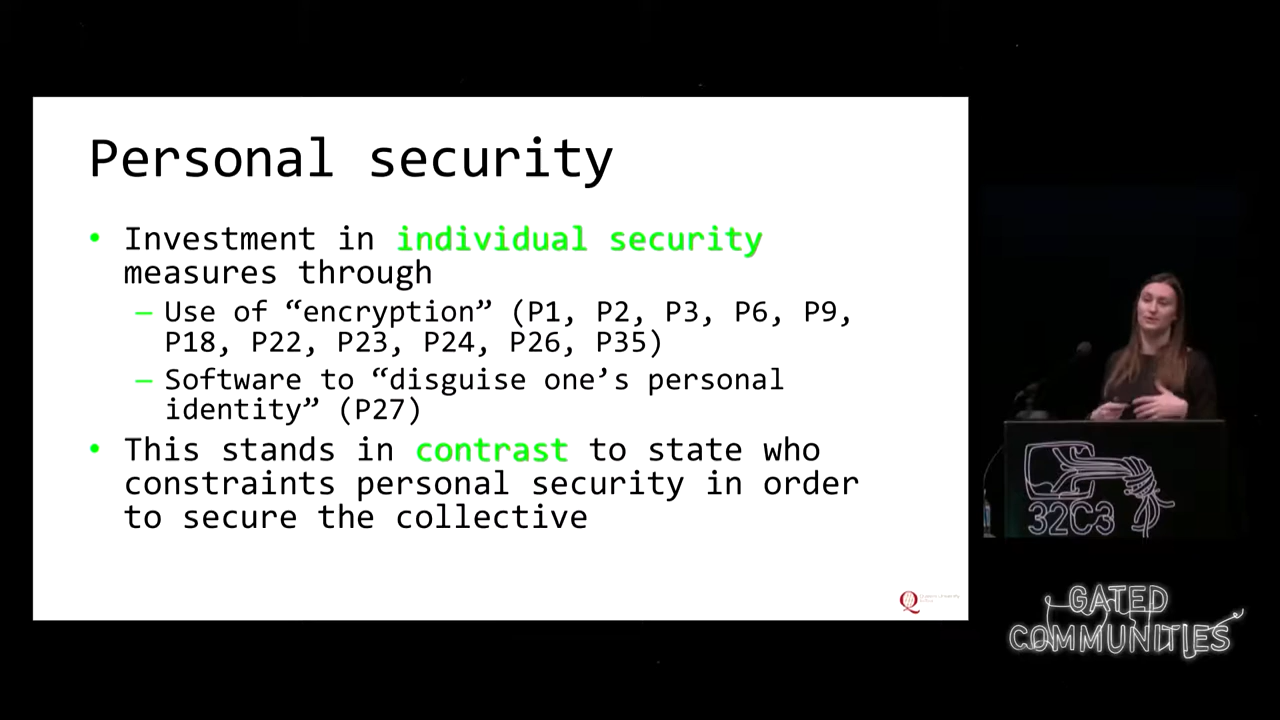 Personal security
• Investment in individual security
measures through
– Use of “encryption” (P1, P2, P3, P6, P9,
P18, P22, P23, P24, P26, P35)
– Software to “disguise one’s personal
identity” (P27)
• This stands in contrast to state who
constraints personal security in order
to secure the collective
32C3
GATED
COMMUNITIES